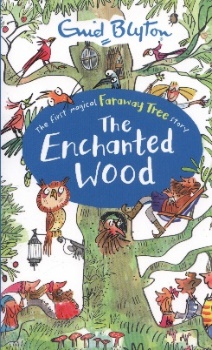 Enid Blyton
The first magical Faraway Tree story
The
Enchanted
Wood